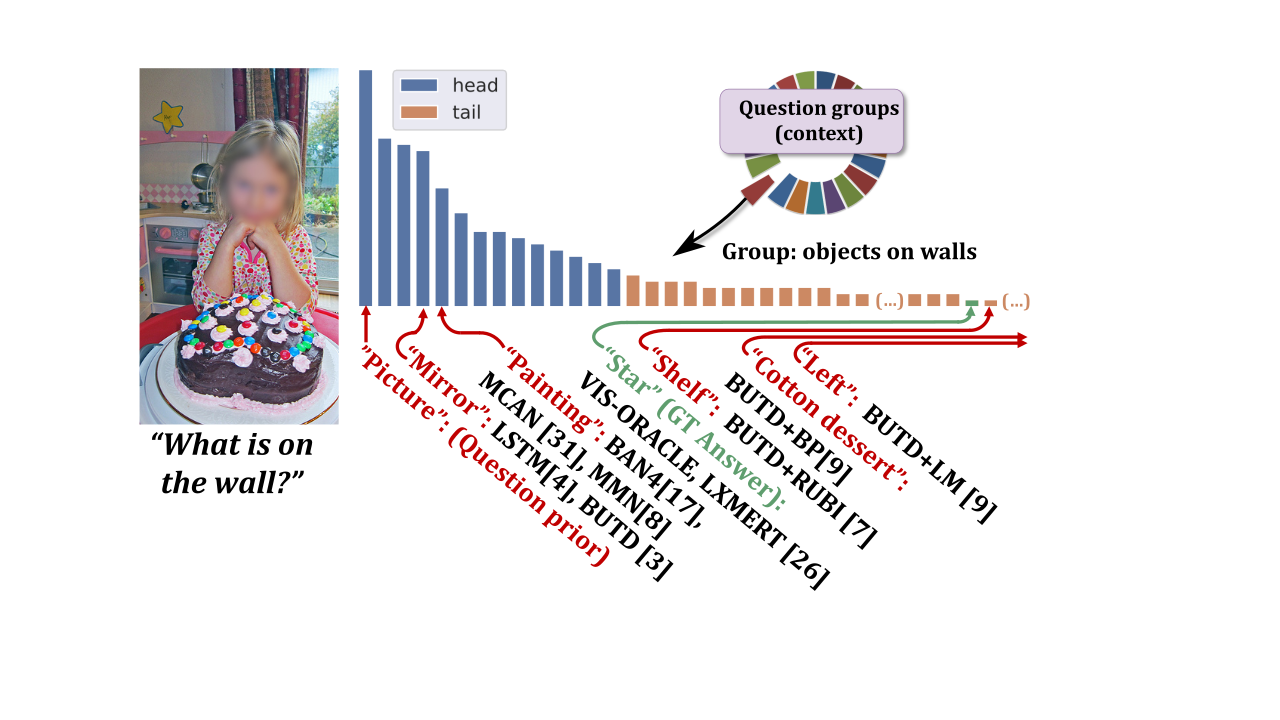 head
tail
Question groups
(context)
Group: objects on walls
(...)
(...)
“What is on
the wall?”
”Picture”: (Question prior)
“Mirror”: LSTM[4], BUTD [3]
“Painting”: BAN4[17],
MCAN [31], MMN[8]
“Star” (GT Answer):
VIS-ORACLE, LXMERT [26]
“Shelf”: BUTD+RUBI [7]
“Cotton dessert”:
BUTD+BP[9]
“Left”: BUTD+LM [9]